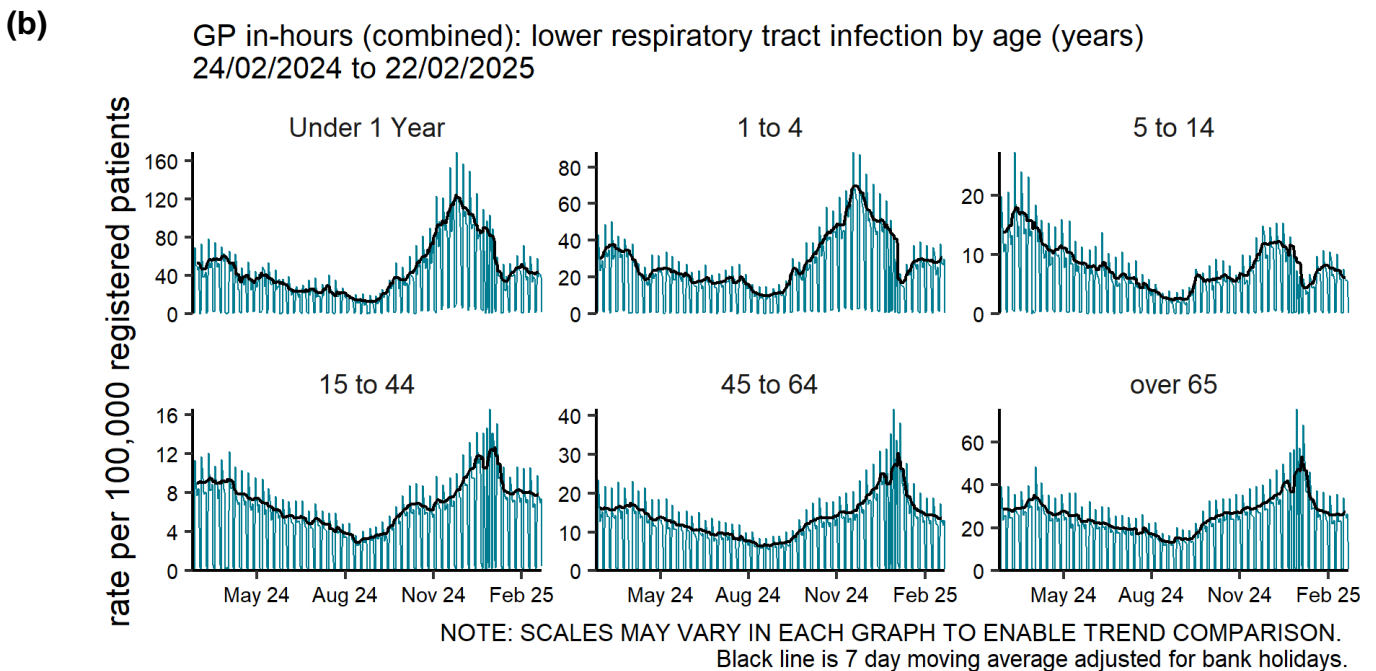 (b)
GP in-hours (combined): lower respiratory tract infection by age (years)
24/02/2024 to 22/02/2025
rate per 100,000 registered patients
Under 1 Year
1 to 4
5 to 14
160
120
80
40
0
80
60
40
20
0
20
10
0
15 to 44
45 to 64
over 65
16
12
8
4
0
40
30
20
10
0
60
40
20
0
May 24 Aug 24 Nov 24 Feb 25
May 24 Aug 24 Nov 24 Feb 25
May 24 Aug 24 Nov 24 Feb 25
NOTE: SCALES MAY VARY IN EACH GRAPH TO ENABLE TREND COMPARISON.
Black line is 7 day moving average adjusted for bank holidays.